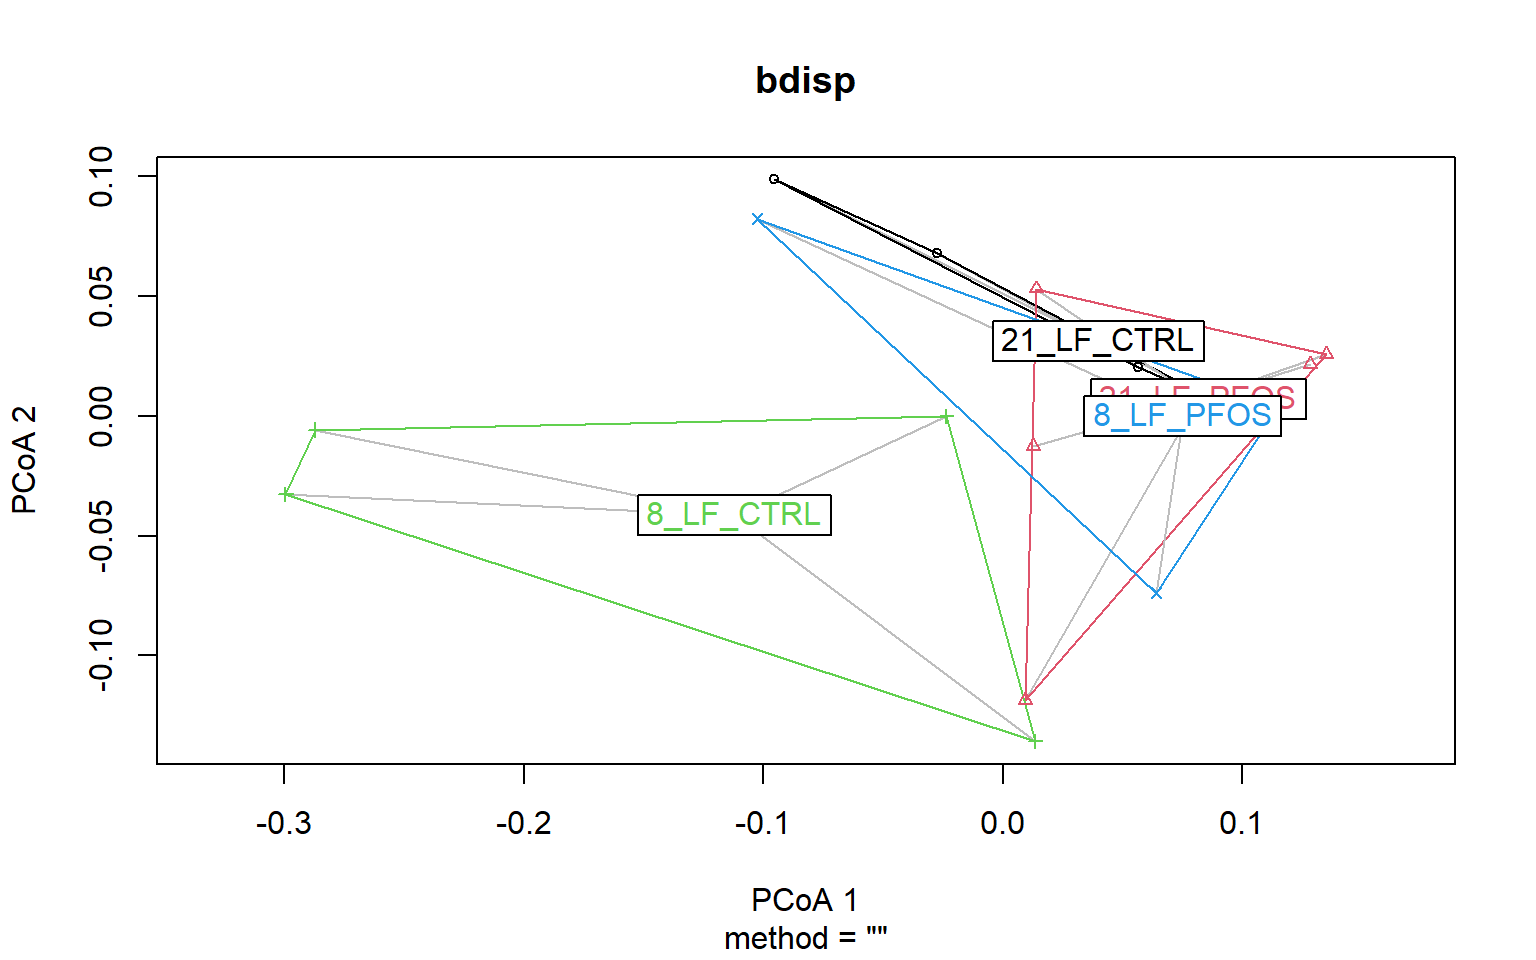 bdisp
PCoA 2
0.10
0.05
0.00
-0.05
-0.10
21_LF_CTRL
21_LF_PFOS
8_LF_PFOS
8_LF_CTRL
-0.3
-0.2
-0.1
0.0
0.1
PCoA 1
method = ""